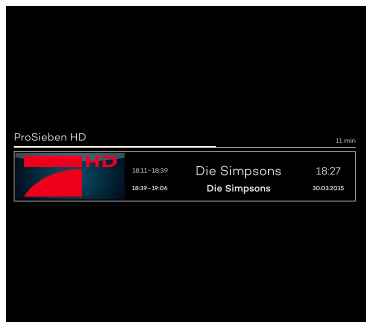 ProSieben HD
11 min
HD
18:11-18:39 Die Simpsons 18:27
18:39-19:06 Die Simpsons 30.03.2015